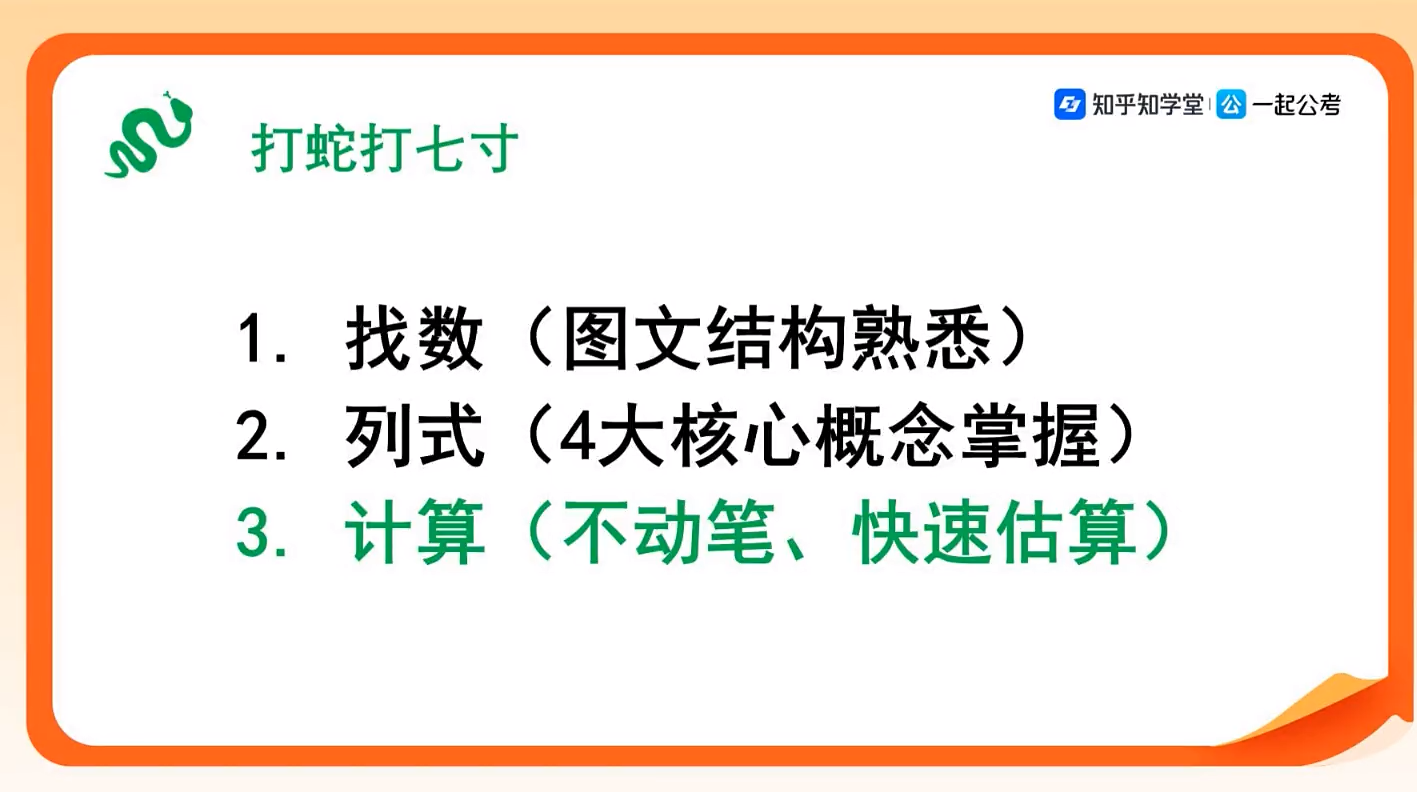 知乎知学堂 | 公 一起公考
打蛇打七寸
1. 找数（图文结构熟悉）
2. 列式（4大核心概念掌握）
3. 计算（不动笔、快速估算）